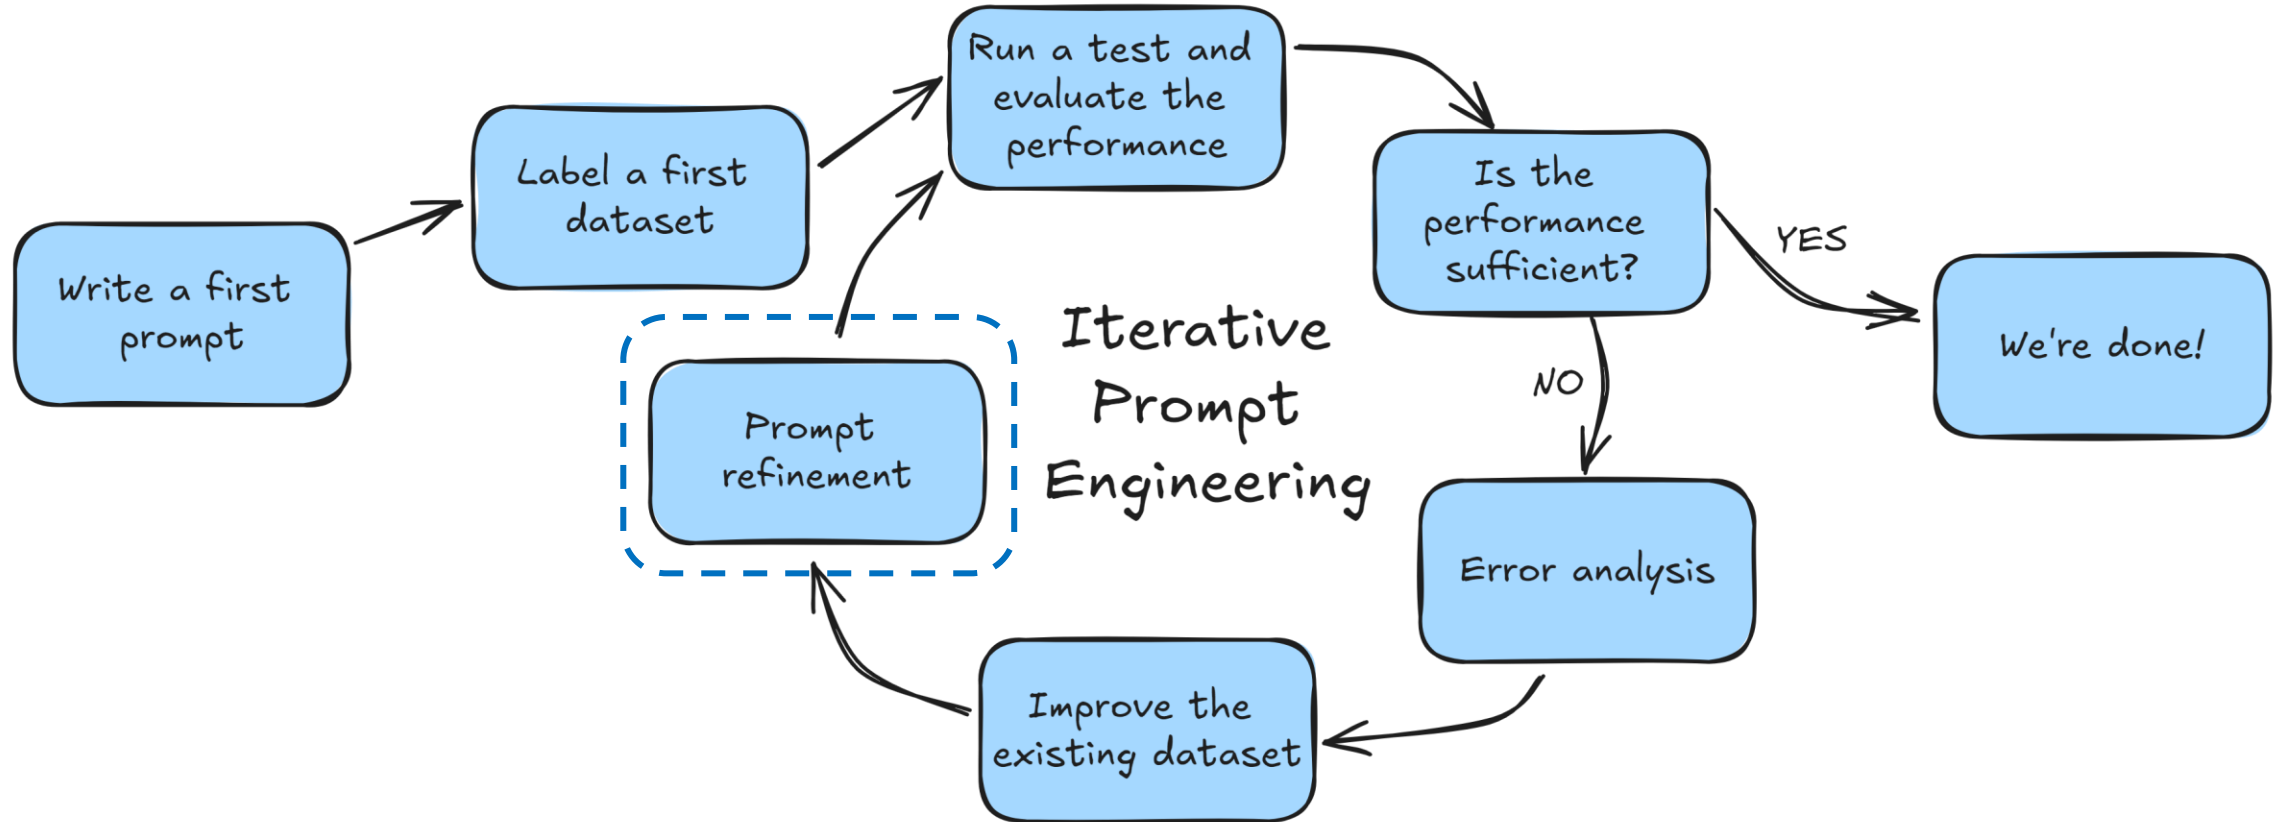 Write a first
prompt
Label a first
dataset
Run a test and
evaluate the
performance
Is the
performance
sufficient?
YES
We're done!
NO
Error analysis
Improve the
existing dataset
Prompt
refinement
Iterative
Prompt
Engineering